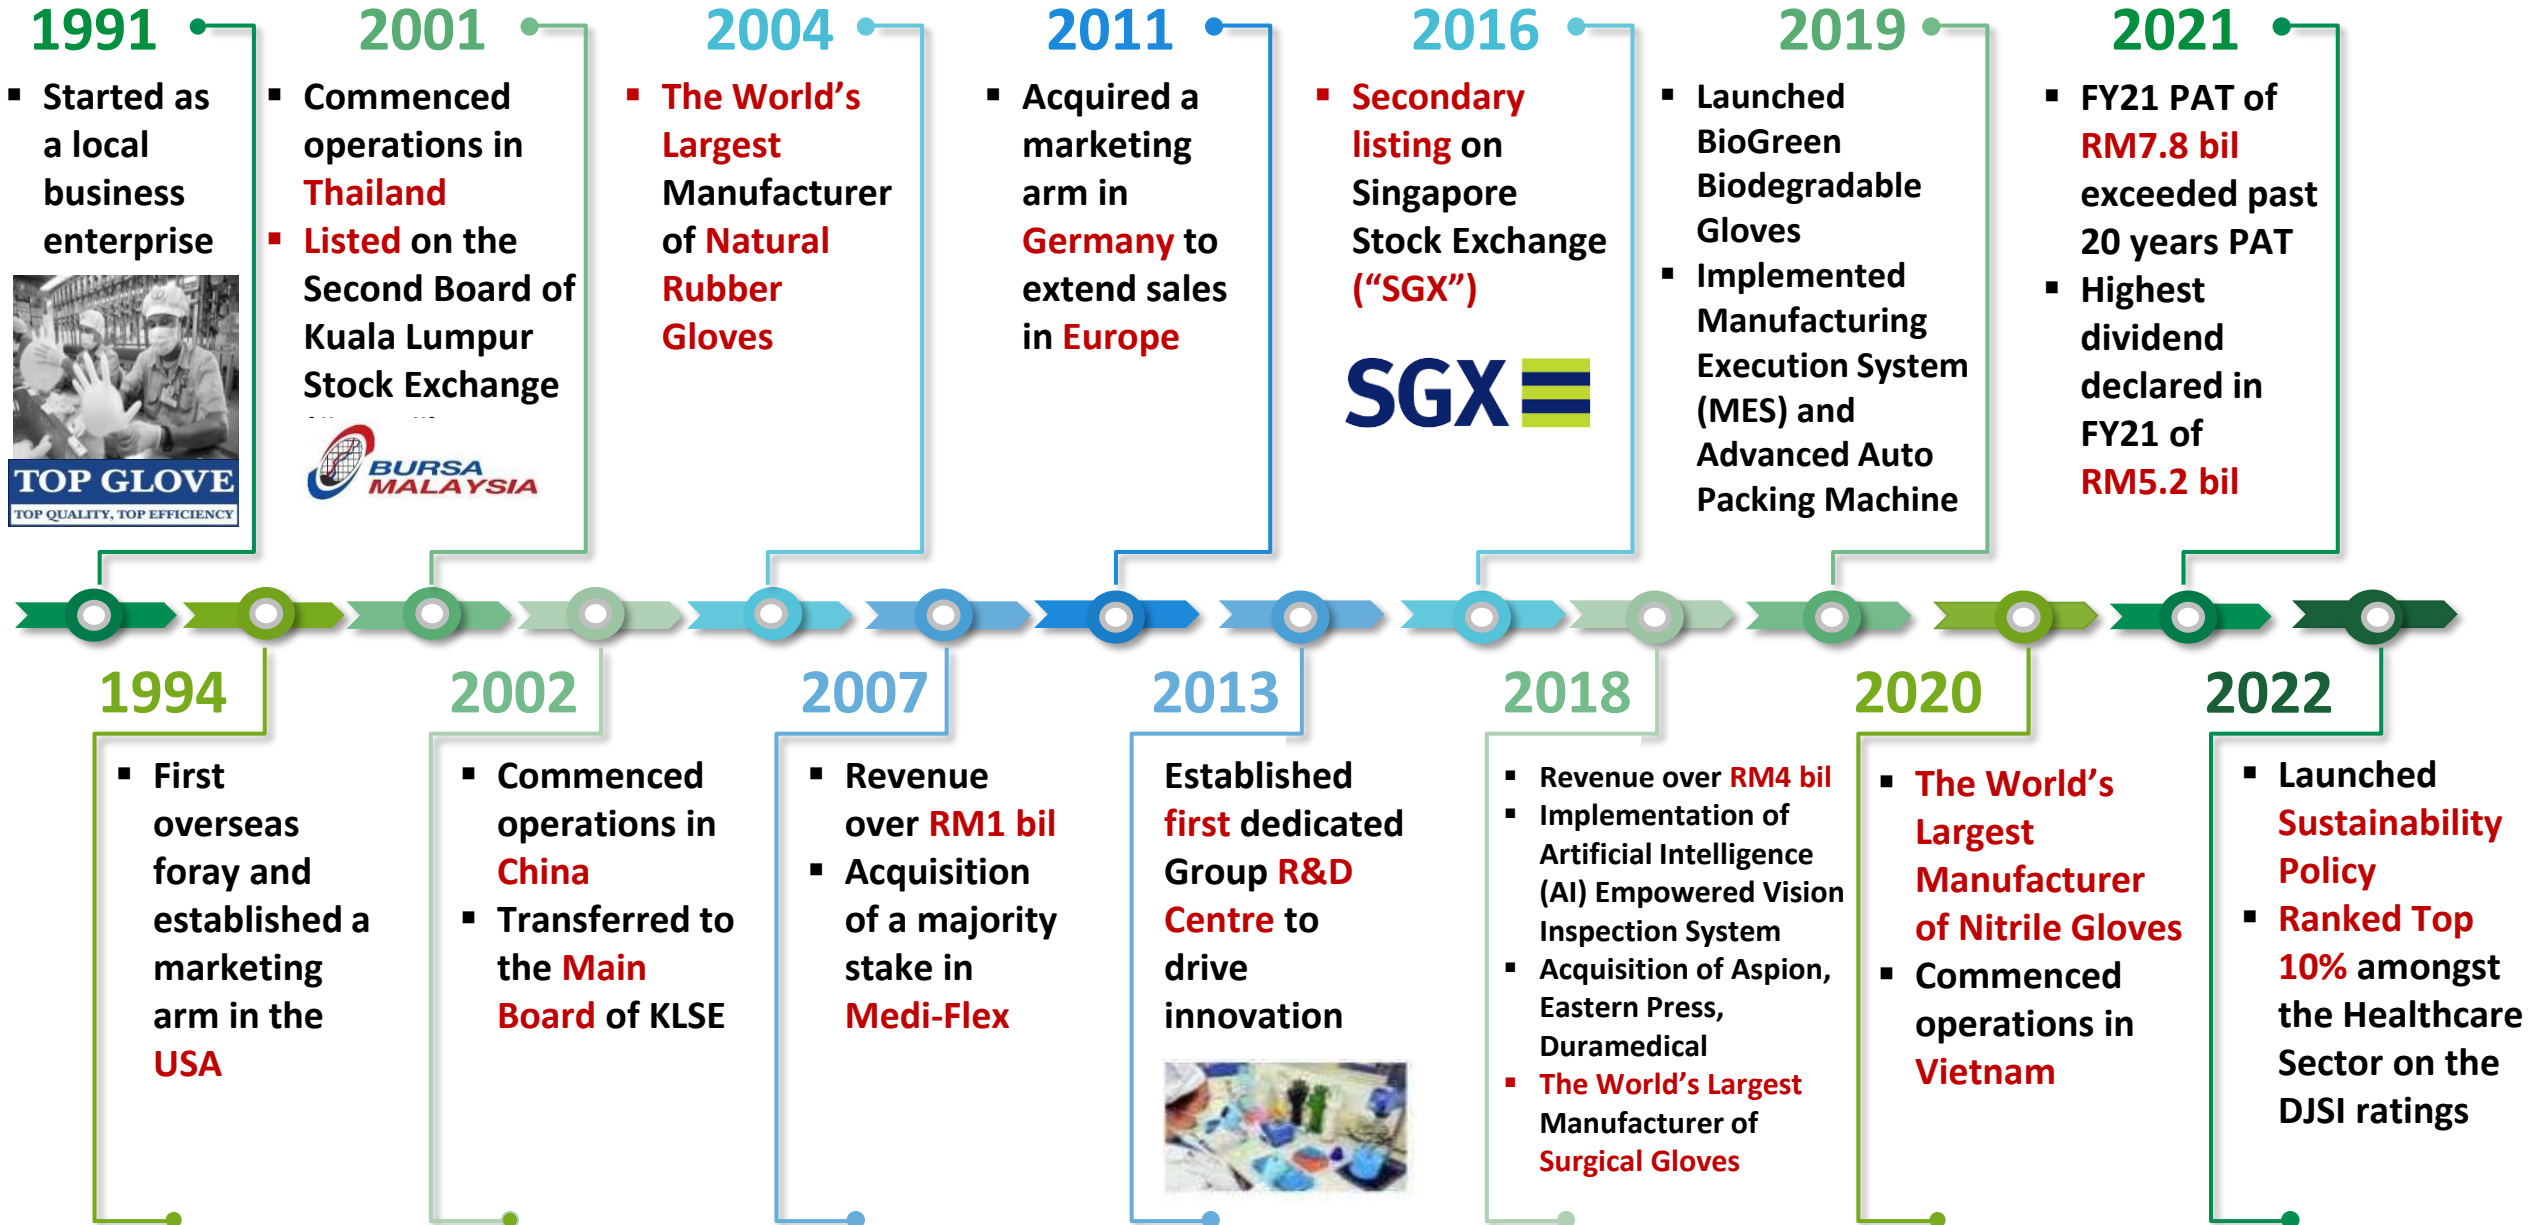 1991
▪ Started as
a local
business
enterprise
TOP GLOVE
TOP QUALITY, TOP EFFICIENCY
2001
▪ Commenced
operations in
Thailand
▪ Listed on the
Second Board of
Kuala Lumpur
Stock Exchange
BURSA
MALAYSIA
2004
▪ The World's
Largest
Manufacturer
of Natural
Rubber
Gloves
2011
▪ Acquired a
marketing
arm in
Germany to
extend sales
in Europe
2016
▪ Secondary
listing on
Singapore
Stock Exchange
(“SGX”)
SGX
2019
▪ Launched
BioGreen
Biodegradable
Gloves
▪ Implemented
Manufacturing
Execution System
(MES) and
Advanced Auto
Packing Machine
2021
▪ FY21 PAT of
RM7.8 bil
exceeded past
20 years PAT
▪ Highest
dividend
declared in
FY21 of
RM5.2 bil
1994
▪ First
overseas
foray and
established a
marketing
arm in the
USA
2002
▪ Commenced
operations in
China
▪ Transferred to
the Main
Board of KLSE
2007
▪ Revenue
over RM1 bil
▪ Acquisition
of a majority
stake in
Medi-Flex
2013
Established
first dedicated
Group R&D
Centre to
drive
innovation
2018
▪ Revenue over RM4 bil
▪ Implementation of
Artificial Intelligence
(AI) Empowered Vision
Inspection System
▪ Acquisition of Aspion,
Eastern Press,
Duramedical
▪ The World's Largest
Manufacturer of
Surgical Gloves
2020
▪ The World's
Largest
Manufacturer
of Nitrile Gloves
▪ Commenced
operations in
Vietnam
2022
▪ Launched
Sustainability
Policy
▪ Ranked Top
10% amongst
the Healthcare
Sector on the
DJSI ratings